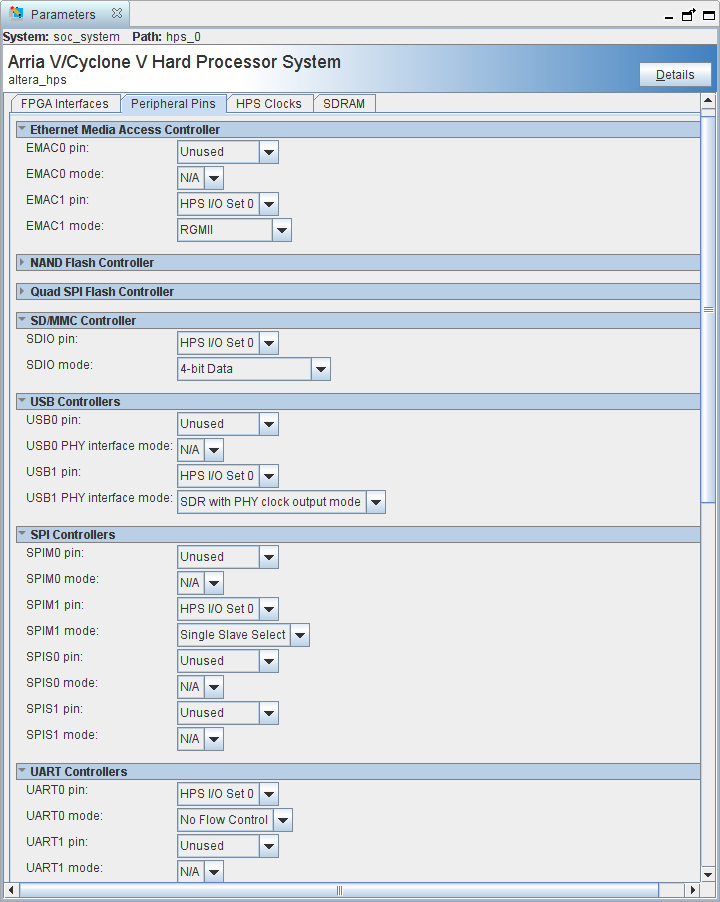 Parameters
System: soc_system Path: hps_0
Arria V/Cyclone V Hard Processor System
altera_hps
Details
FPGA Interfaces Peripheral Pins HPS Clocks SDRAM
Ethernet Media Access Controller
EMAC0 pin: Unused
EMAC0 mode: N/A
EMAC1 pin: HPS I/O Set 0
EMAC1 mode: RGMII
NAND Flash Controller
Quad SPI Flash Controller
SD/MMC Controller
SDIO pin: HPS I/O Set 0
SDIO mode: 4-bit Data
USB Controllers
USB0 pin: Unused
USB0 PHY interface mode: N/A
USB1 pin: HPS I/O Set 0
USB1 PHY interface mode: SDR with PHY clock output mode
SPI Controllers
SPIM0 pin: Unused
SPIM0 mode: N/A
SPIM1 pin: HPS I/O Set 0
SPIM1 mode: Single Slave Select
SPIS0 pin: Unused
SPIS0 mode: N/A
SPIS1 pin: Unused
SPIS1 mode: N/A
UART Controllers
UART0 pin: HPS I/O Set 0
UART0 mode: No Flow Control
UART1 pin: Unused
UART1 mode: N/A